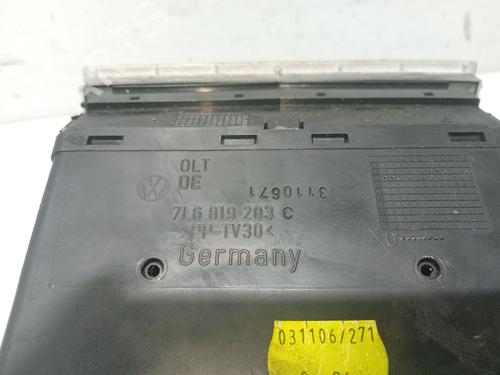 OLT
DE
3110671
7L6 819 203 C
>PP-TV30<
Germany
031106/271